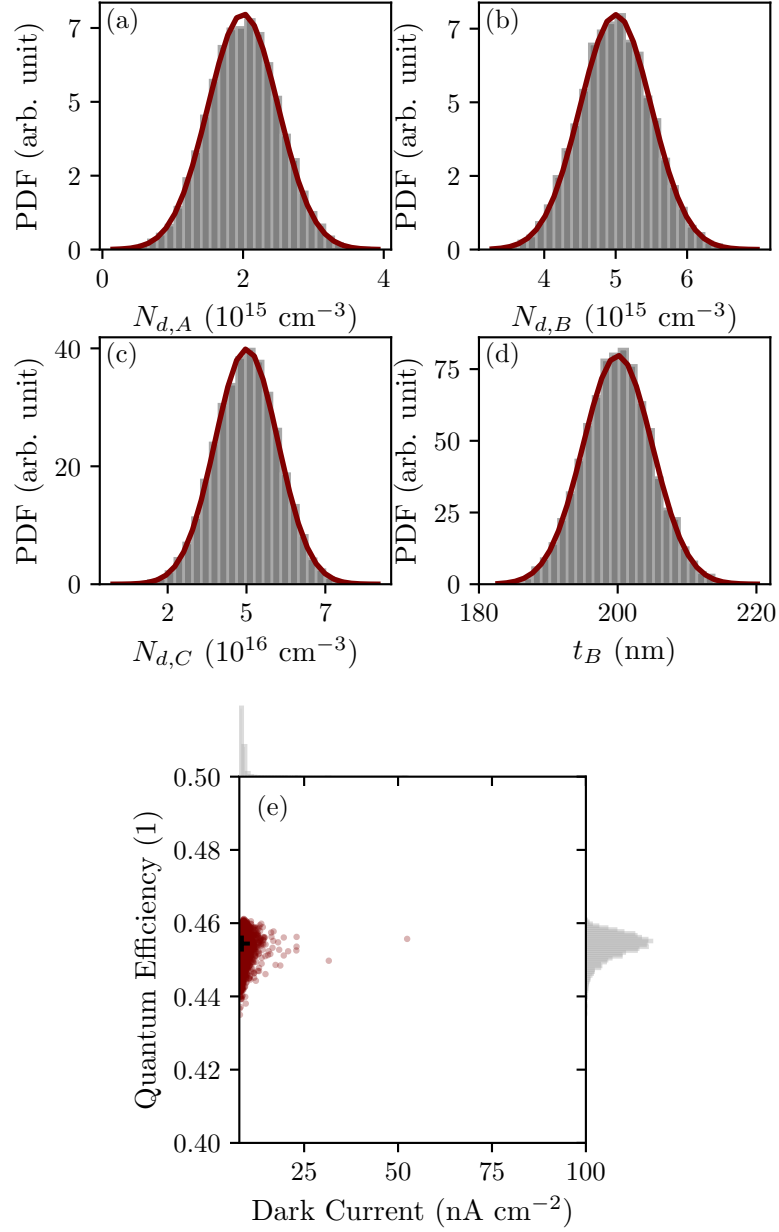 (a)
PDF (arb. unit)
7
5
2
0
0 2 4
N_{d,A} (10^{15} cm^{−3})
(b)
PDF (arb. unit)
7
5
2
0
4 5 6
N_{d,B} (10^{15} cm^{−3})
(c)
PDF (arb. unit)
40
20
0
2 5 7
N_{d,C} (10^{16} cm^{−3})
(d)
PDF (arb. unit)
75
50
25
0
180 200 220
t_B (nm)
(e)
Quantum Efficiency (1)
0.50
0.48
0.46
0.44
0.42
0.40
25 50 75 100
Dark Current (nA cm^{−2})